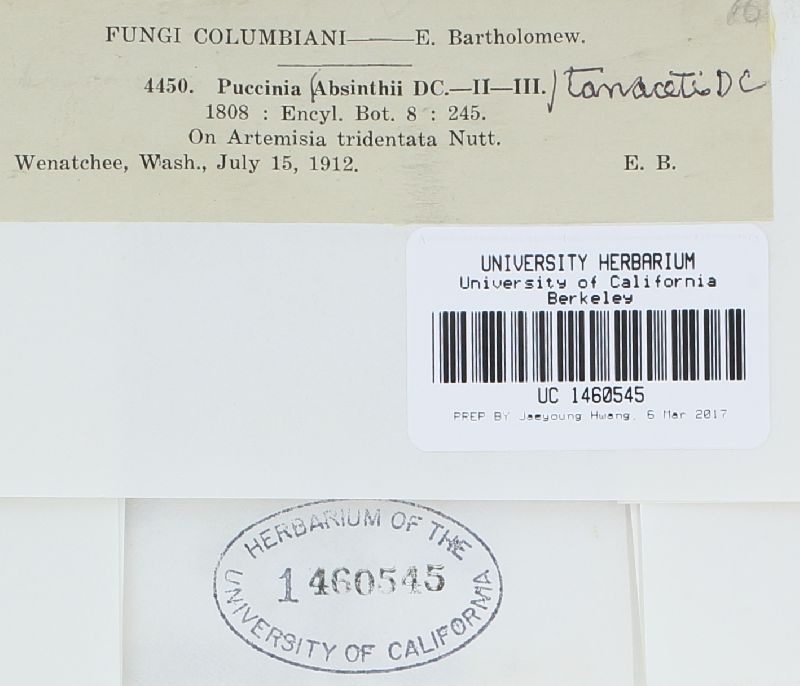 FUNGI COLUMBIANI——E. Bartholomew.
4450. Puccinia (Absinthii DC.—II—III.) tanaceti DC
1808 : Encyl. Bot. 8 : 245.
On Artemisia tridentata Nutt.
Wenatchee, Wash., July 15, 1912. E. B.
UNIVERSITY HERBARIUM
University of California
Berkeley
UC 1460545
PREP BY Jaeyoung Hwang, 6 Mar 2017
HERBARIUM OF THE
1460545
UNIVERSITY OF CALIFORNIA